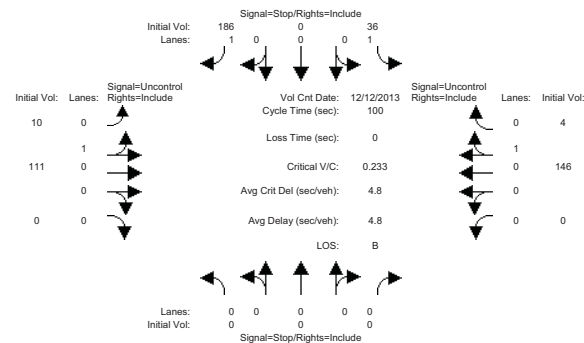 Signal=Stop/Rights=Include
Initial Vol: 186 0 36
Lanes: 1 0 0 0 1
Signal=Uncontrol
Initial Vol: Lanes: Rights=Include
Vol Cnt Date: 12/12/2013
Signal=Uncontrol
Rights=Include Lanes: Initial Vol:
Cycle Time (sec): 100
10 0
0 4
Loss Time (sec): 0
1
1
111 0
Critical V/C: 0.233
0 146
0
Avg Crit Del (sec/veh): 4.8
0
0 0
Avg Delay (sec/veh): 4.8
0 0
LOS: B
Lanes: 0 0 0 0 0
Initial Vol: 0 0 0
Signal=Stop/Rights=Include